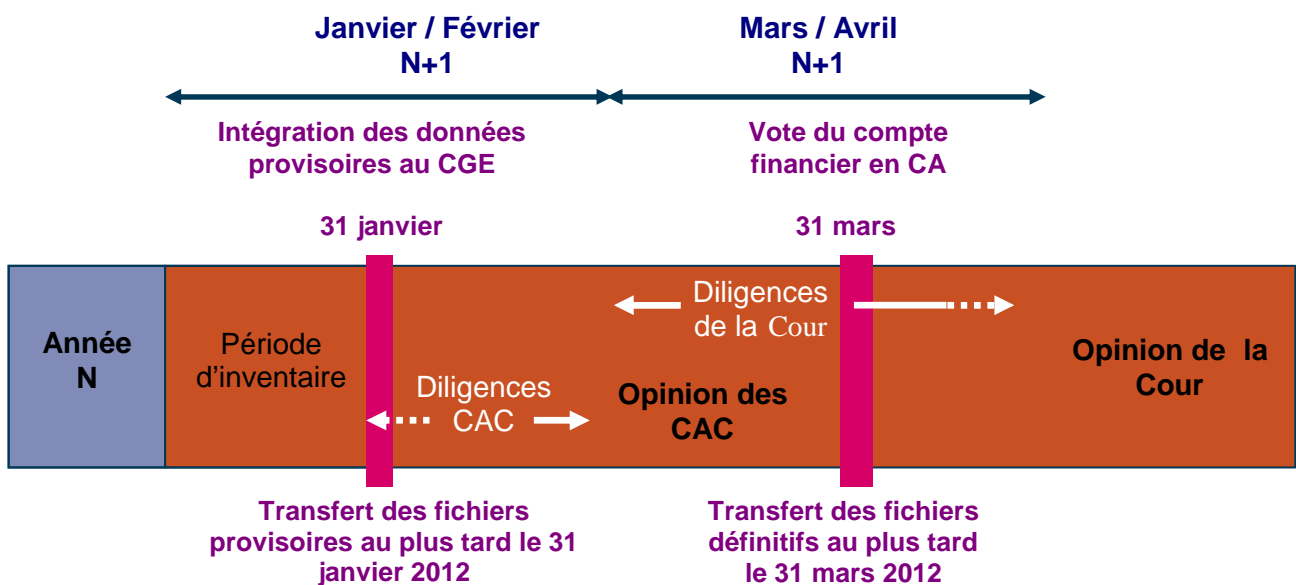 Janvier / Février
N+1
Mars / Avril
N+1
Intégration des données
provisoires au CGE
Vote du compte
financier en CA
31 janvier
31 mars
Année
N
Période
d'inventaire
Diligences
CAC
Diligences
de la Cour
Opinion des
CAC
Opinion de la
Cour
Transfert des fichiers
provisoires au plus tard le 31
janvier 2012
Transfert des fichiers
définitifs au plus tard
le 31 mars 2012